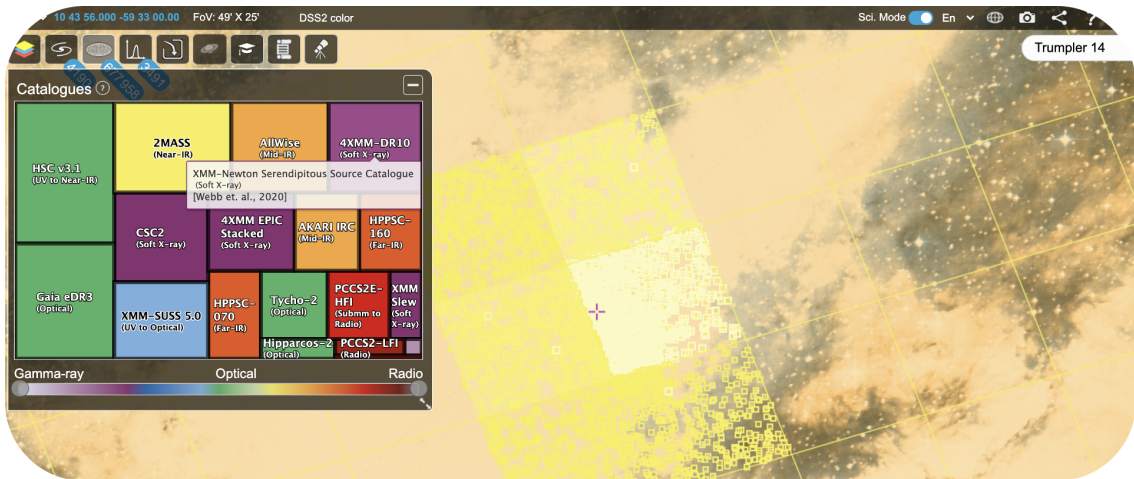 10 43 56.000 -59 33 00.00 FoV: 49' X 25' DSS2 color Sci. Mode En ?
Trumpler 14
Catalogues ?
HSC v3.1
(UV to Near-IR)
2MASS
(Near-IR)
AllWise
(Mid-IR)
4XMM-DR10
(Soft X-ray)
XMM-Newton Serendipitous Source Catalogue
(Soft X-ray)
[Webb et. al., 2020]
CSC2
(Soft X-ray)
4XMM EPIC
Stacked
(Soft X-ray)
AKARI IRC
(Mid-IR)
HPPSC-
160
(Far-IR)
Gaia eDR3
(Optical)
XMM-SUSS 5.0
(UV to Optical)
HPPSC-
070
(Far-IR)
Tycho-2
(Optical)
PCCS2E-
HFI
(Submm to
Radio)
XMM
Slew
(Soft
X-ray)
Hipparcos-2
(Optical)
PCCS2-LFI
(Radio)
Gamma-ray Optical Radio